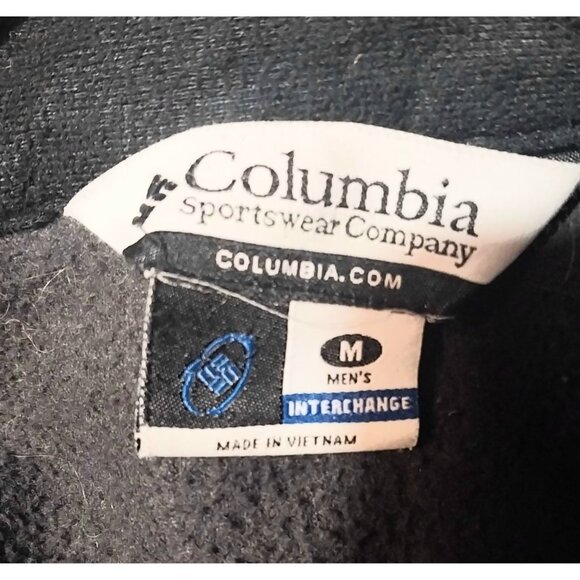 Columbia
Sportswear Company
COLUMBIA.COM
M
MEN'S
INTERCHANGE
MADE IN VIETNAM